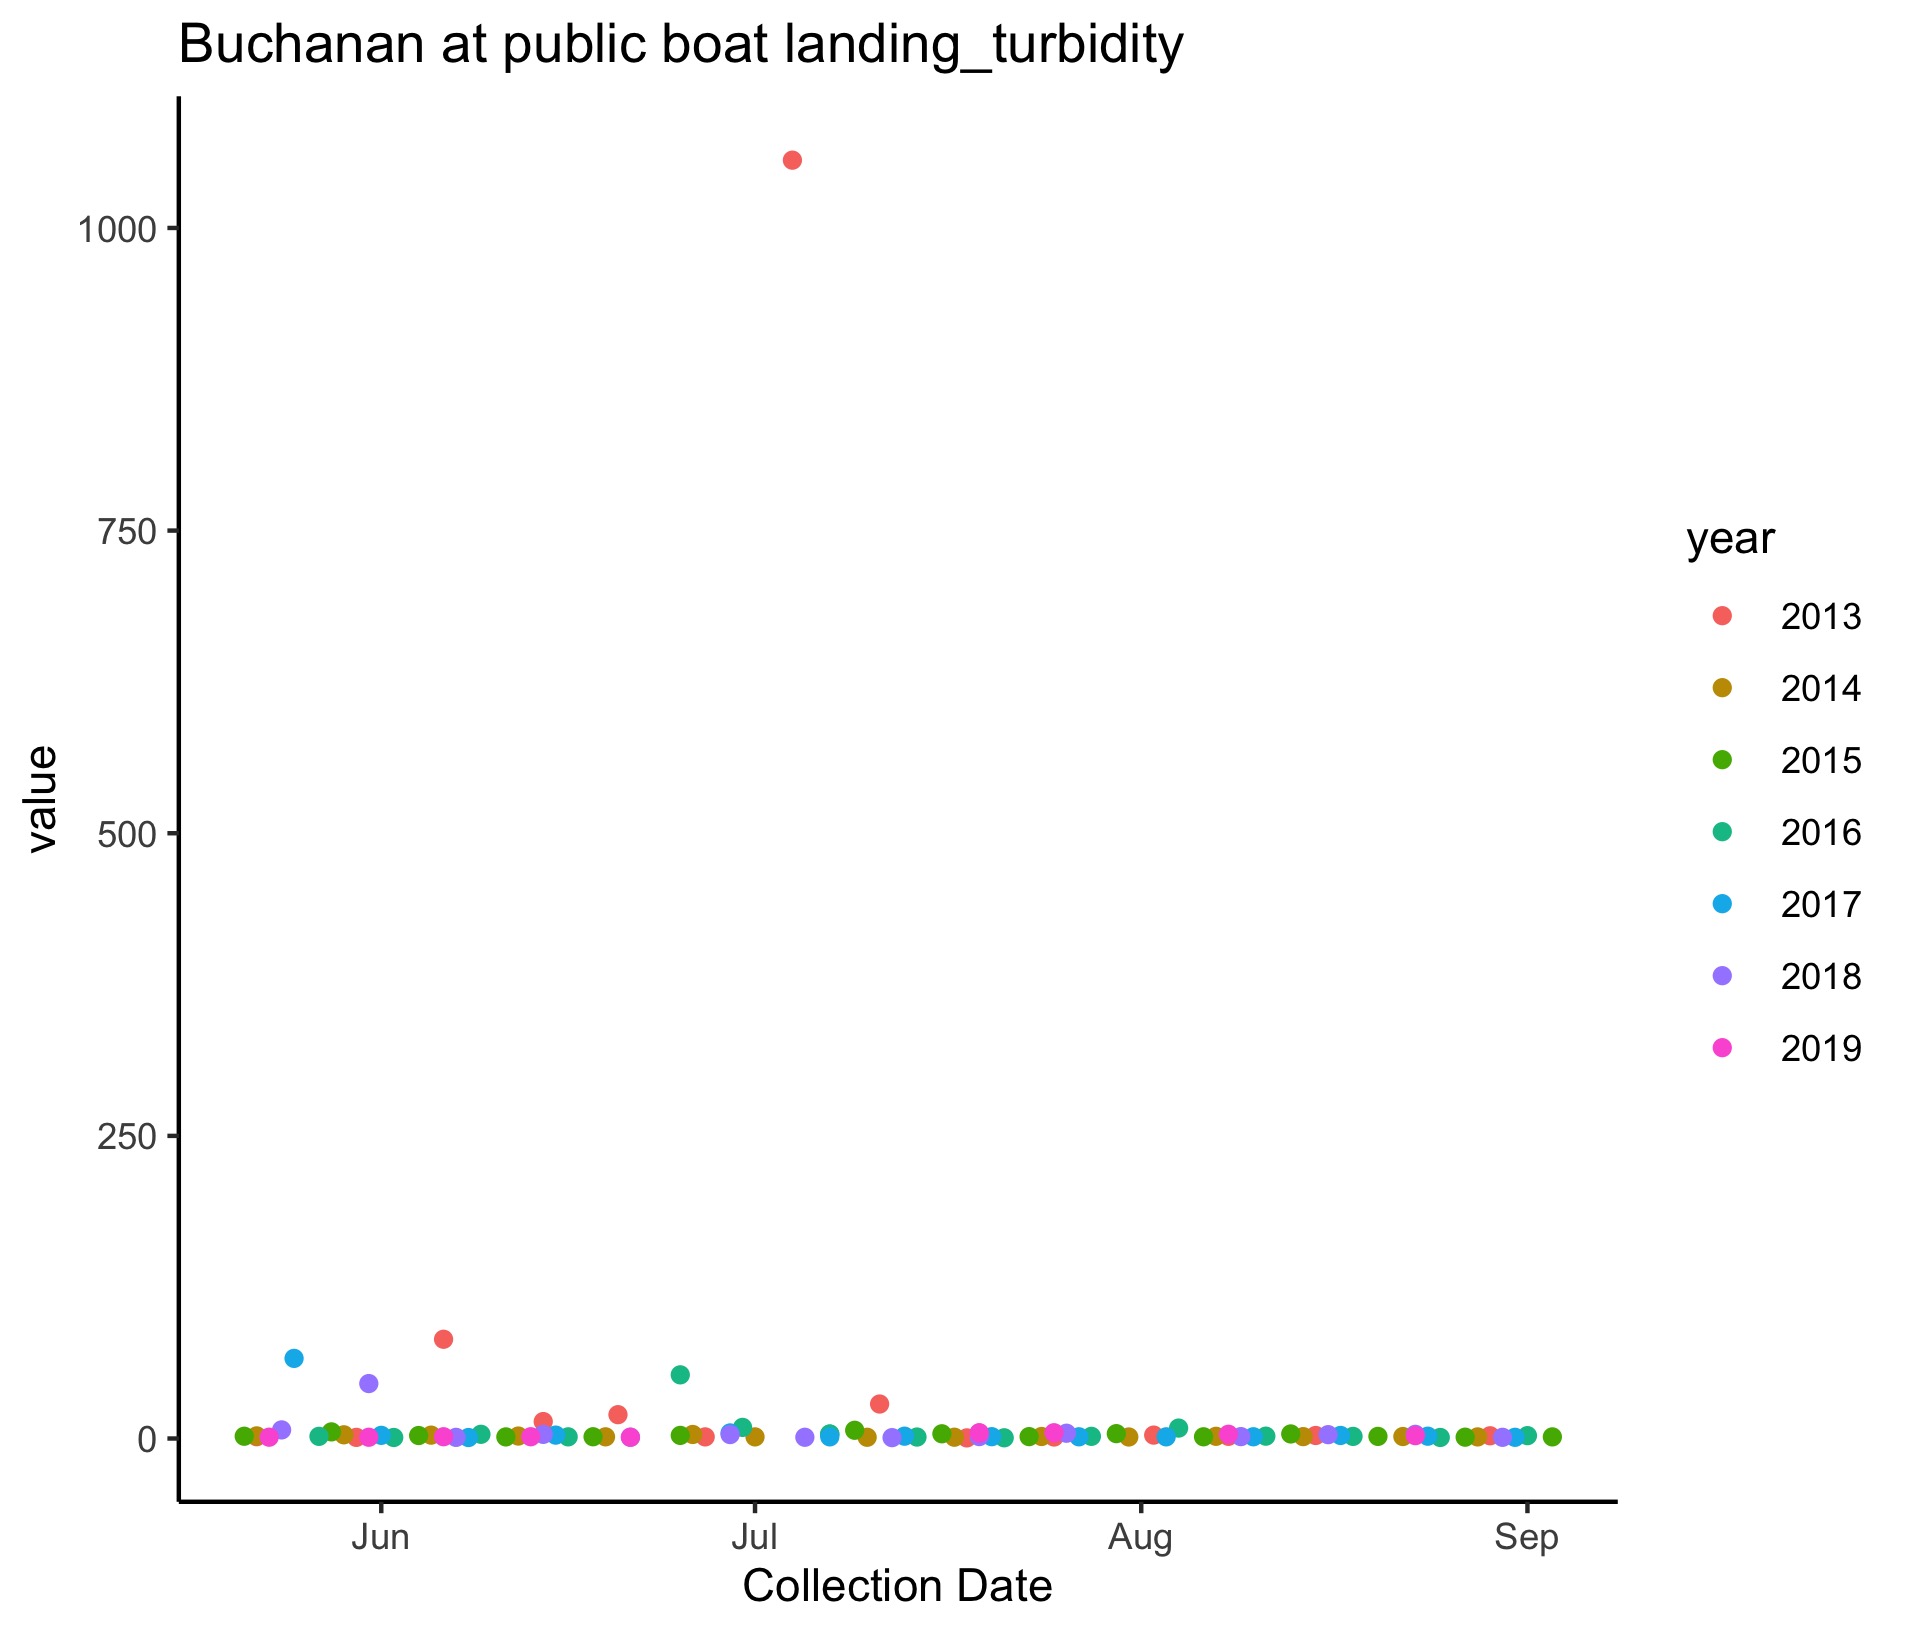 Buchanan at public boat landing_turbidity
1000
750
500
250
0
value
Jun
Jul
Aug
Sep
Collection Date
year
2013
2014
2015
2016
2017
2018
2019